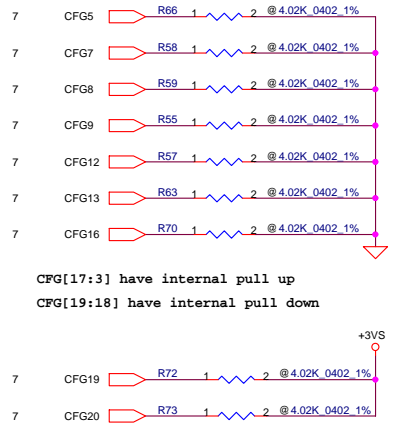 7 CFG5 R66 1 2 @4.02K_0402_1%
7 CFG7 R58 1 2 @4.02K_0402_1%
7 CFG8 R59 1 2 @4.02K_0402_1%
7 CFG9 R55 1 2 @4.02K_0402_1%
7 CFG12 R57 1 2 @4.02K_0402_1%
7 CFG13 R63 1 2 @4.02K_0402_1%
7 CFG16 R70 1 2 @4.02K_0402_1%
CFG[17:3] have internal pull up
CFG[19:18] have internal pull down
+3VS
7 CFG19 R72 1 2 @4.02K_0402_1%
7 CFG20 R73 1 2 @4.02K_0402_1%